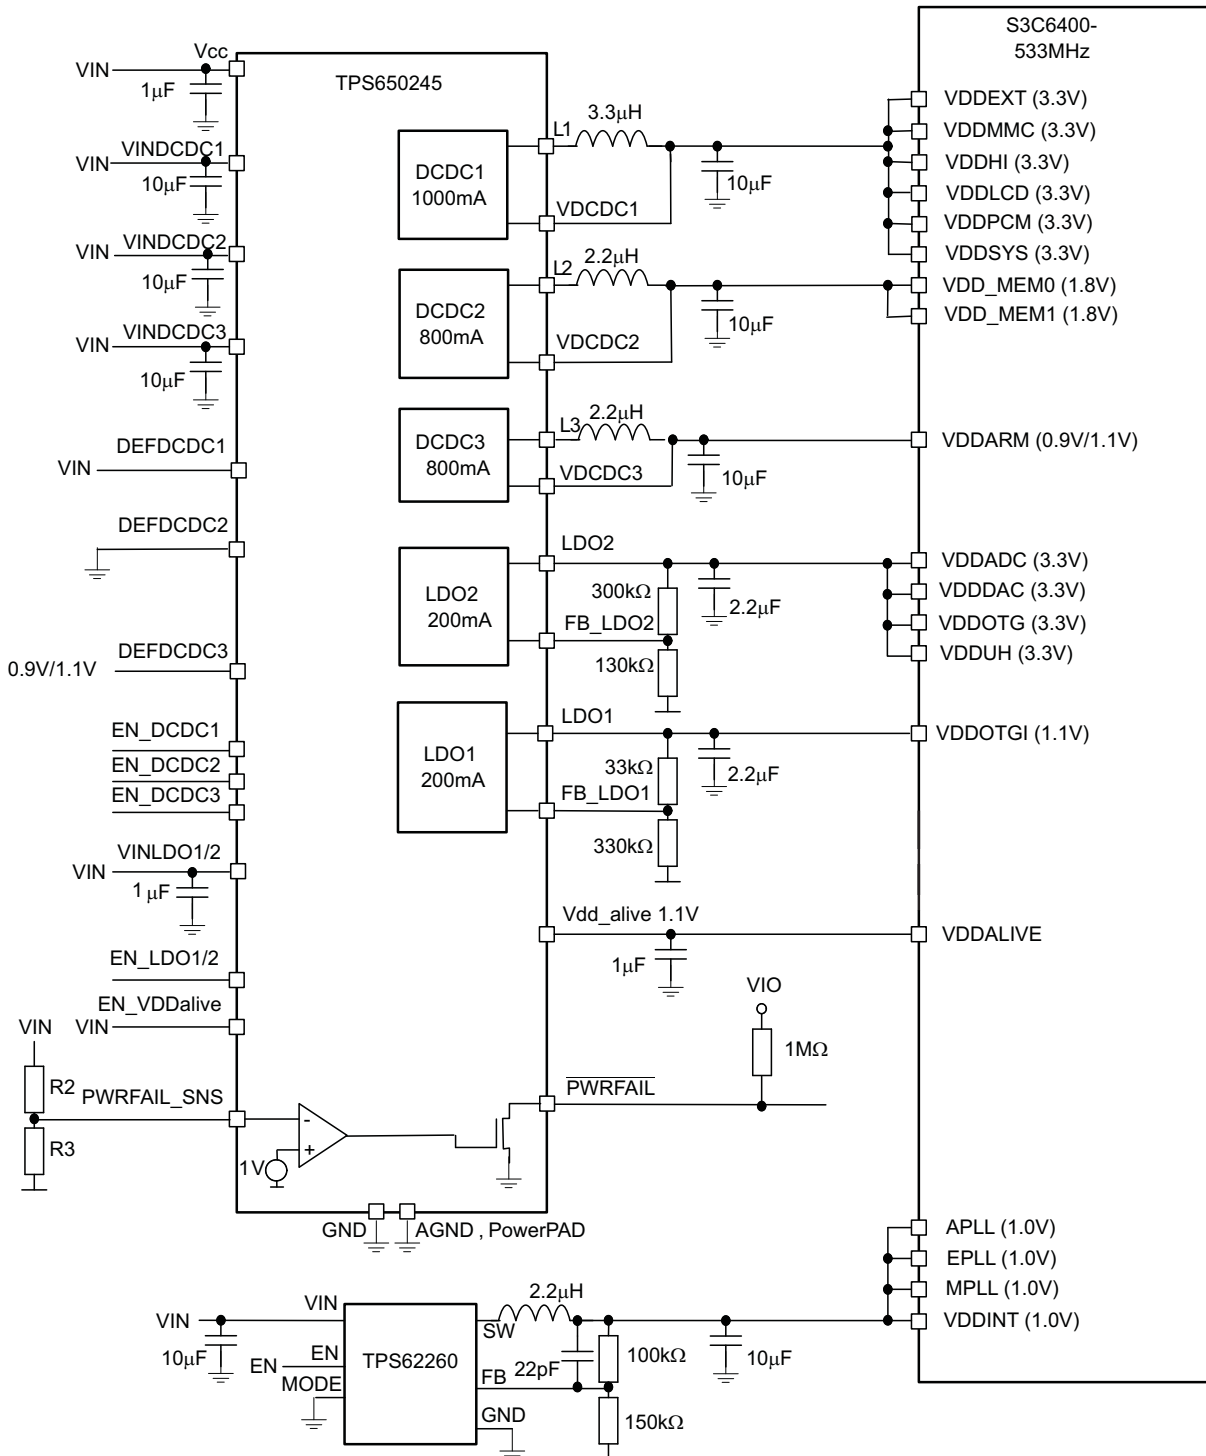 S3C6400-
533MHz
TPS650245
VIN
Vcc
1μF
VIN
VINDCDC1
10μF
VIN
VINDCDC2
10μF
VIN
VINDCDC3
10μF
DEFDCDC1
VIN
DEFDCDC2
DEFDCDC3
0.9V/1.1V
EN_DCDC1
EN_DCDC2
EN_DCDC3
VINLDO1/2
VIN
1 μF
EN_LDO1/2
EN_VDDalive
VIN
VIN
R2
PWRFAIL_SNS
R3
DCDC1
1000mA
L1
3.3μH
VDCDC1
10μF
DCDC2
800mA
L2
2.2μH
VDCDC2
10μF
DCDC3
800mA
L3
2.2μH
VDCDC3
10μF
LDO2
200mA
LDO2
300kΩ
FB_LDO2
2.2μF
130kΩ
LDO1
200mA
LDO1
33kΩ
FB_LDO1
2.2μF
330kΩ
Vdd_alive 1.1V
1μF
VIO
1MΩ
PWRFAIL
-
+
1V
GND
AGND , PowerPAD
VDDEXT (3.3V)
VDDMMC (3.3V)
VDDHI (3.3V)
VDDLCD (3.3V)
VDDPCM (3.3V)
VDDSYS (3.3V)
VDD_MEM0 (1.8V)
VDD_MEM1 (1.8V)
VDDARM (0.9V/1.1V)
VDDADC (3.3V)
VDDDAC (3.3V)
VDDOTG (3.3V)
VDDUH (3.3V)
VDDOTGI (1.1V)
VDDALIVE
APLL (1.0V)
EPLL (1.0V)
MPLL (1.0V)
VDDINT (1.0V)
VIN
10μF
VIN
EN
EN
MODE
TPS62260
SW
2.2μH
FB
GND
22pF
100kΩ
150kΩ
10μF